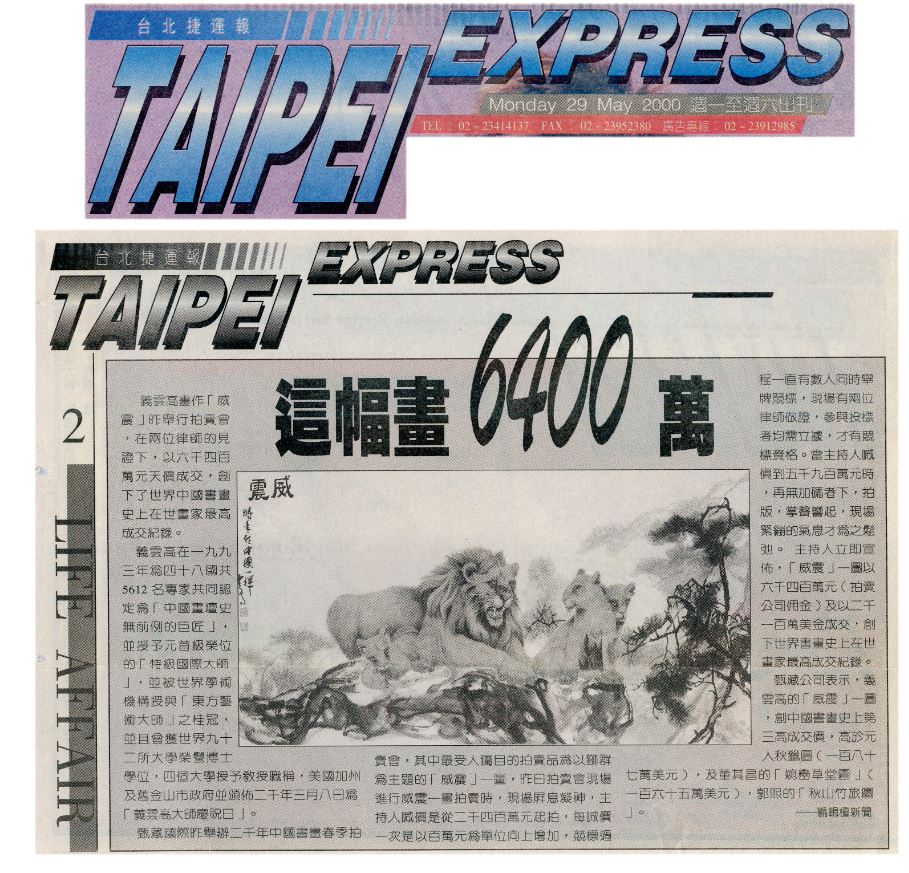 台北捷運報
TAIPEI EXPRESS
Monday 29 May 2000 週一至週六出刊
TEL：02－23414137 FAX：02－23952380 廣告專線：02－23912985
台北捷運報
TAIPEI EXPRESS
2
LIFE AFFAIR
這幅畫6400萬
義雲高畫作「威
震」昨舉行拍賣會
，在兩位律師的見
證下，以六千四百
萬元天價成交，創
下了世界中國書畫
史上在世畫家最高
成交紀錄。
義雲高在一九九
三年為四十八國共
5612名專家共同認
定為「中國畫壇史
無前例的巨匠」，
並授予元首級榮位
的「特級國際大師
」，並被世界學術
機構授與「東方藝
術大師」之桂冠，
並且曾獲世界九十
二所大學榮譽博士
學位，四個大學授予教授職稱，美國加州
及舊金山市政府並頒佈二千年三月八日為
「義雲高大師慶祝日」。
甄藏國際昨舉辦二千年中國書畫春季拍
威震
賣會，其中最受人矚目的拍賣品為以獅群
為主題的「威震」一圖，昨日拍賣會現場
進行威震一畫拍賣時，現場屏息凝神，主
持人喊價是從二千四百萬元起拍，每喊價
一次是以百萬元為單位向上增加，競標過
程一直有數人同時舉
牌競標，現場有兩位
律師做證，參與投標
者均需立據，才有競
標資格。當主持人喊
價到五千九百萬元時
，再無加碼者下，拍
版，掌聲響起，現場
緊繃的氣息才為之鬆
弛。主持人立即宣
佈，「威震」一圖以
六千四百萬元（拍賣
公司佣金）及以二千
一百萬美金成交，創
下世界書畫史上在世
畫家最高成交紀錄。
甄藏公司表示，義
雲高的「威震」一畫
，創中國書畫史上第
三高成交價，高於元
人秋獵圖（一百八十
七萬美元），及董其昌的「婉孌草堂圖」（
一百六十五萬美元），郭熙的「秋山竹旅圖
」。
──編輯檯新聞